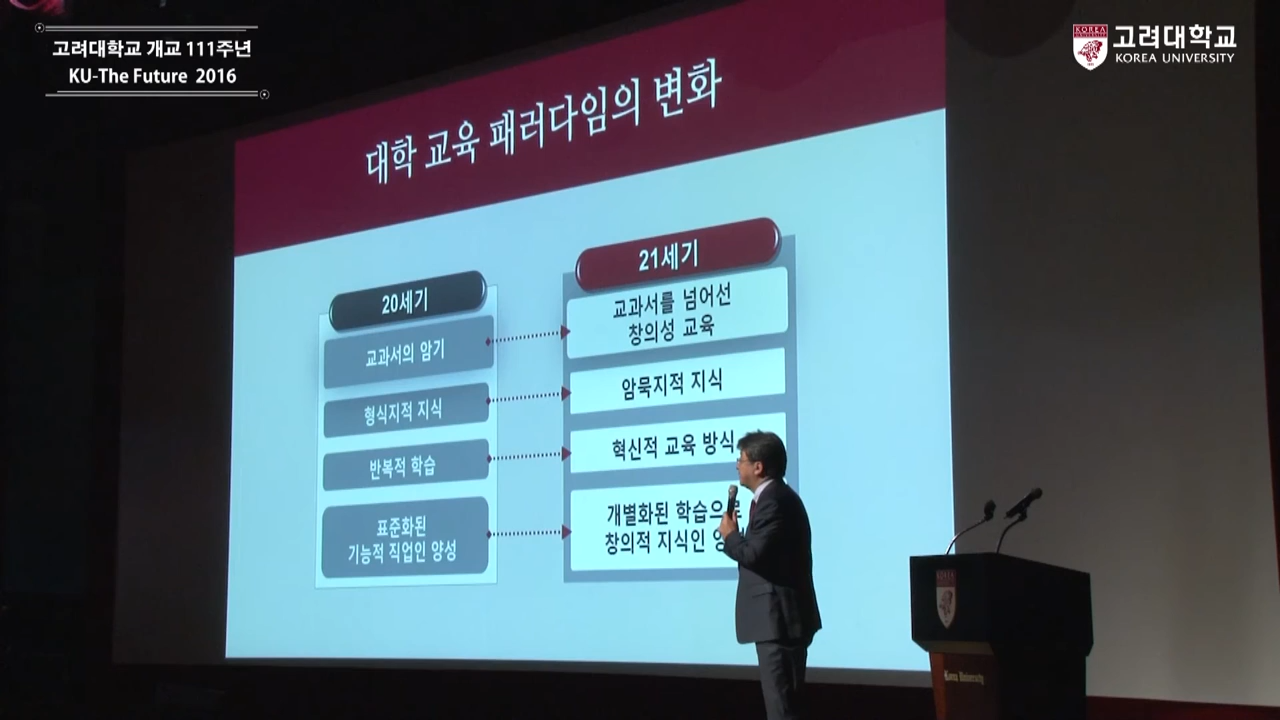 고려대학교 개교 111주년
KU-The Future 2016
고려대학교
KOREA UNIVERSITY
KOREA
대학 교육 패러다임의 변화
20세기
교과서의 암기
형식지적 지식
반복적 학습
표준화된
기능적 직업인 양성
21세기
교과서를 넘어선
창의성 교육
암묵지적 지식
혁신적 교육 방식
개별화된 학습으로
창의적 지식인
Korea University